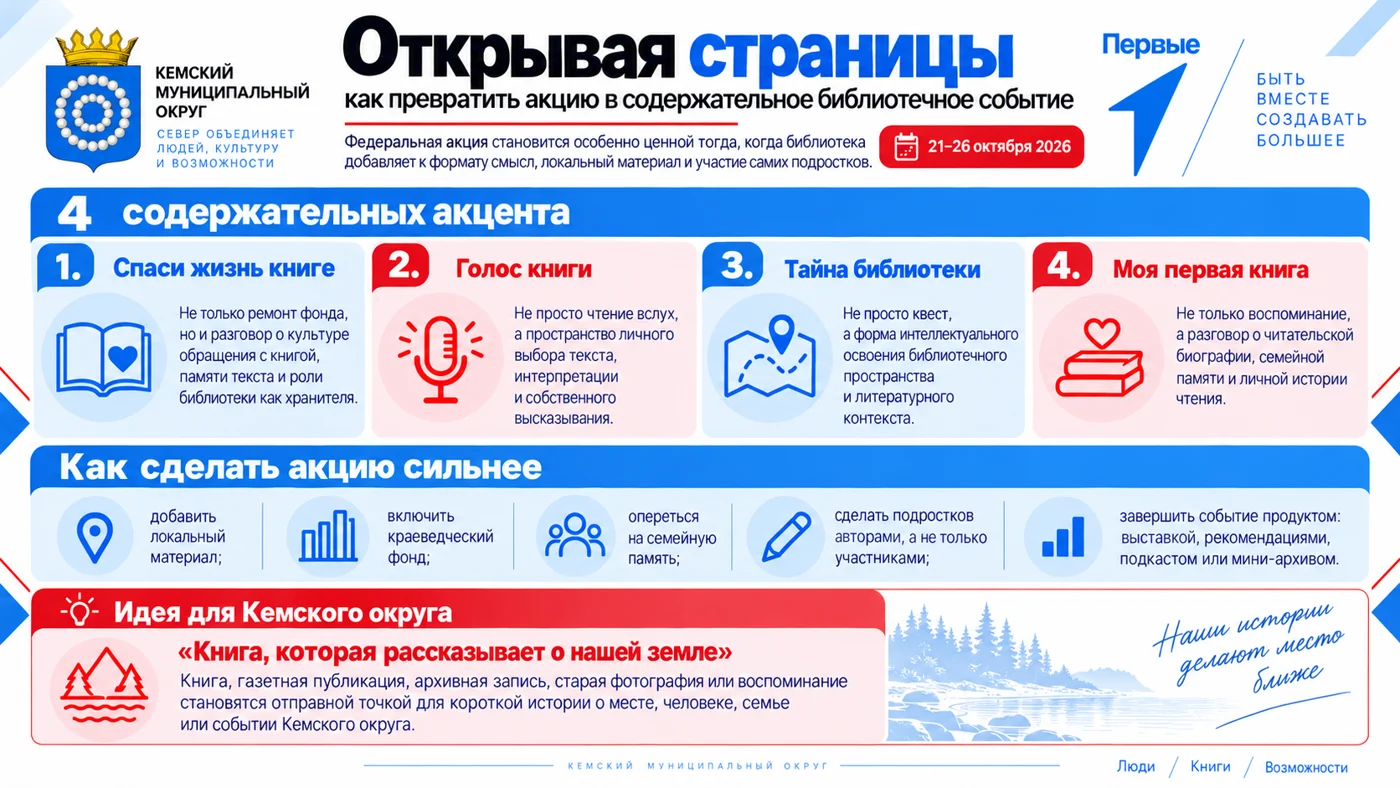 КЕМСКИЙ
МУНИЦИПАЛЬНЫЙ
ОКРУГ
СЕВЕР ОБЪЕДИНЯЕТ
ЛЮДЕЙ, КУЛЬТУРУ
И ВОЗМОЖНОСТИ
Открывая страницы
как превратить акцию в содержательное библиотечное событие
Федеральная акция становится особенно ценной тогда, когда библиотека
добавляет к формату смысл, локальный материал и участие самих подростков.
21–26 октября 2026
Первые
БЫТЬ
ВМЕСТЕ
СОЗДАВАТЬ
БОЛЬШЕЕ
4 содержательных акцента
1. Спаси жизнь книге
Не только ремонт фонда,
но и разговор о культуре
обращения с книгой,
памяти текста и роли
библиотеки как хранителя.
2. Голос книги
Не просто чтение вслух,
а пространство личного
выбора текста,
интерпретации
и собственного
высказывания.
3. Тайна библиотеки
Не просто квест,
а форма интеллектуального
освоения библиотечного
пространства
и литературного
контекста.
4. Моя первая книга
Не только воспоминание,
а разговор о читательской
биографии, семейной
памяти и личной истории
чтения.
Как сделать акцию сильнее
добавить
локальный
материал;
включить
краеведческий
фонд;
опереться
на семейную
память;
сделать подростков
авторами, а не только
участниками;
завершить событие продуктом:
выставкой, рекомендациями,
подкастом или мини-архивом.
Идея для Кемского округа
«Книга, которая рассказывает о нашей земле»
Книга, газетная публикация, архивная запись, старая фотография или воспоминание
становятся отправной точкой для короткой истории о месте, человеке, семье
или событии Кемского округа.
Наши истории
делают место
ближе
КЕМСКИЙ МУНИЦИПАЛЬНЫЙ ОКРУГ
Люди / Книги / Возможности